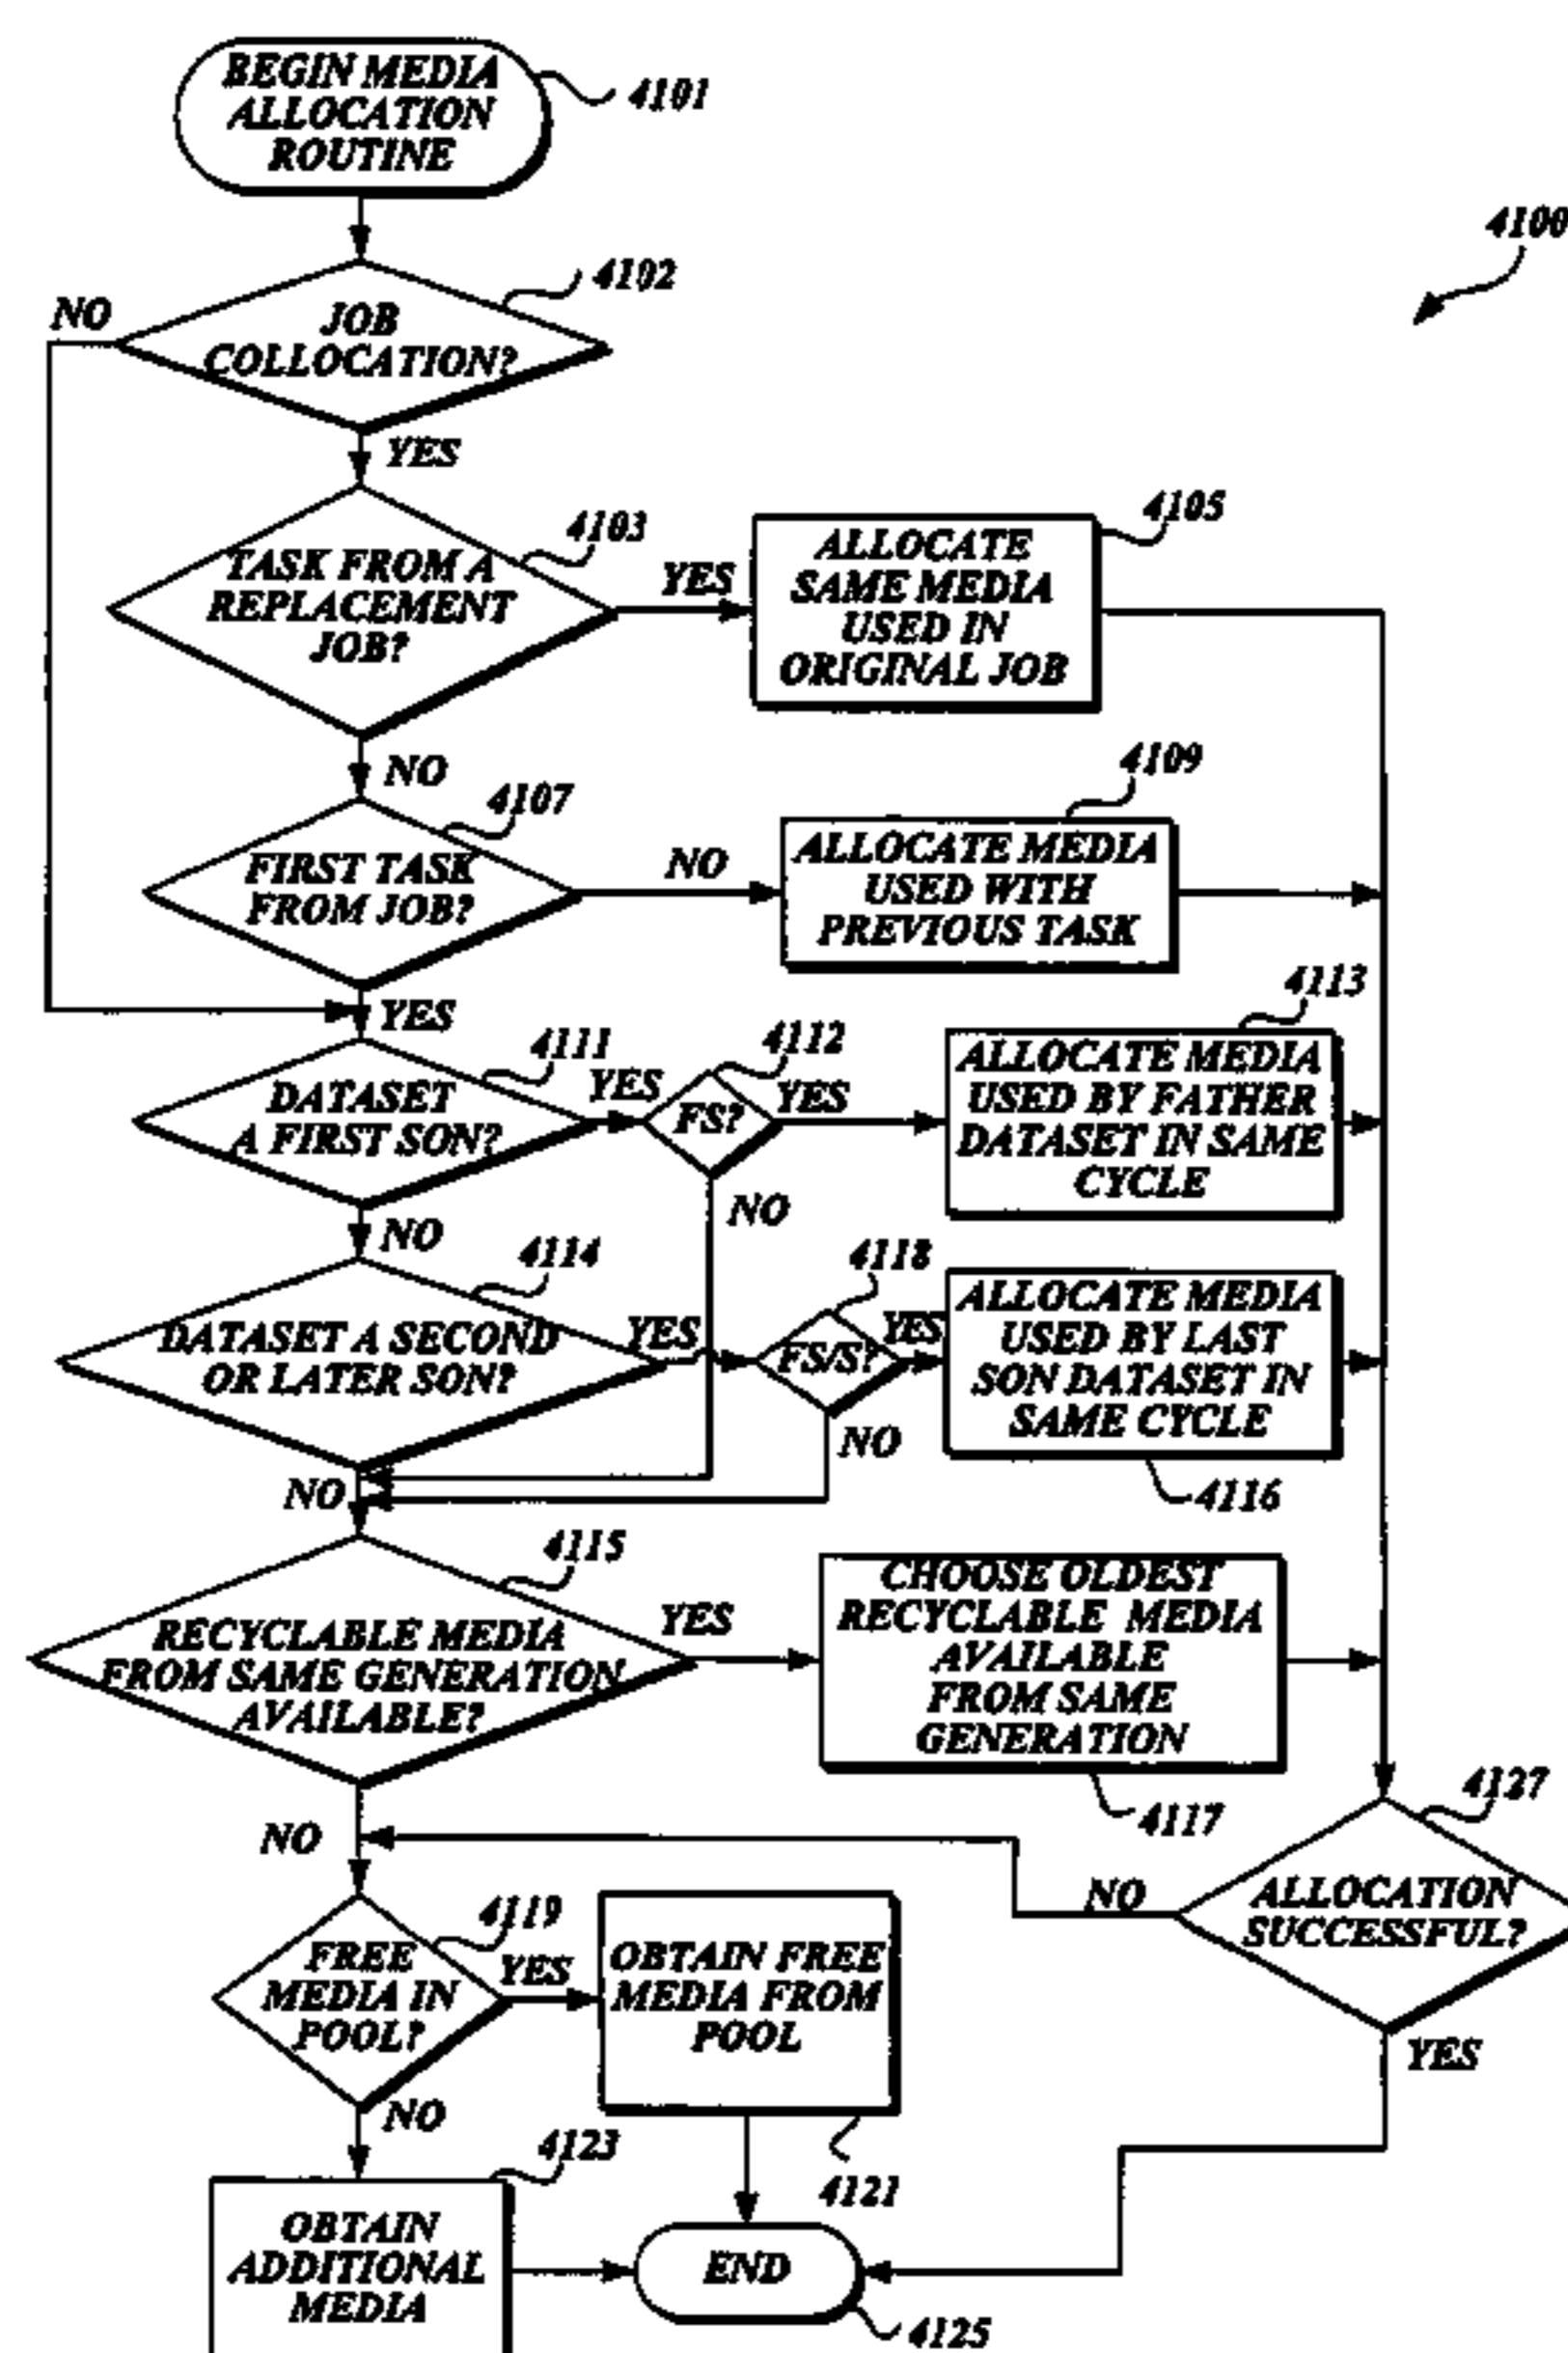 BEGIN MEDIA
ALLOCATION
ROUTINE
4101
4100
4102
NO
JOB
COLLOCATION?
YES
4103
TASK FROM A
REPLACEMENT
JOB?
YES
4105
ALLOCATE
SAME MEDIA
USED IN
ORIGINAL JOB
NO
4107
FIRST TASK
FROM JOB?
NO
4109
ALLOCATE MEDIA
USED WITH
PREVIOUS TASK
YES
4111
DATASET
A FIRST SON?
YES
4112
FS?
YES
4113
ALLOCATE MEDIA
USED BY FATHER
DATASET IN SAME
CYCLE
NO
NO
4114
DATASET A SECOND
OR LATER SON?
YES
4118
FS/S?
YES
ALLOCATE MEDIA
USED BY LAST
SON DATASET IN
SAME CYCLE
4116
NO
NO
4115
RECYCLABLE MEDIA
FROM SAME GENERATION
AVAILABLE?
YES
CHOOSE OLDEST
RECYCLABLE MEDIA
AVAILABLE
FROM SAME
GENERATION
4117
4127
NO
ALLOCATION
SUCCESSFUL?
NO
YES
4119
FREE
MEDIA IN
POOL?
YES
OBTAIN FREE
MEDIA FROM
POOL
4121
NO
4123
OBTAIN
ADDITIONAL
MEDIA
END
4125